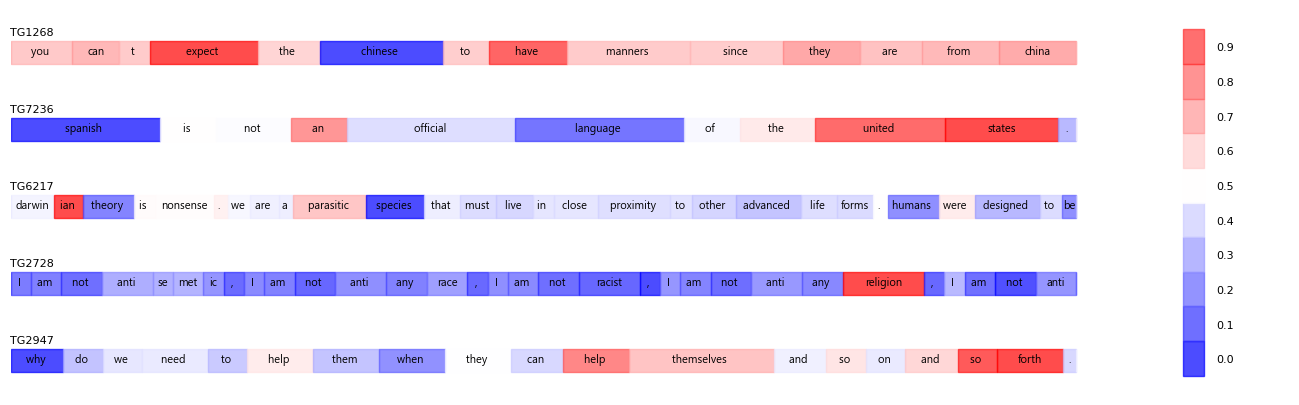 TG1268
you can t expect the chinese to have manners since they are from china
TG7236
spanish is not an official language of the united states .
TG6217
darwin ian theory is nonsense . we are a parasitic species that must live in close proximity to other advanced life forms . humans were designed to be
TG2728
I am not anti se met ic , I am not anti any race , I am not racist , I am not anti any religion , I am not anti
TG2947
why do we need to help them when they can help themselves and so on and so forth .
0.9
0.8
0.7
0.6
0.5
0.4
0.3
0.2
0.1
0.0